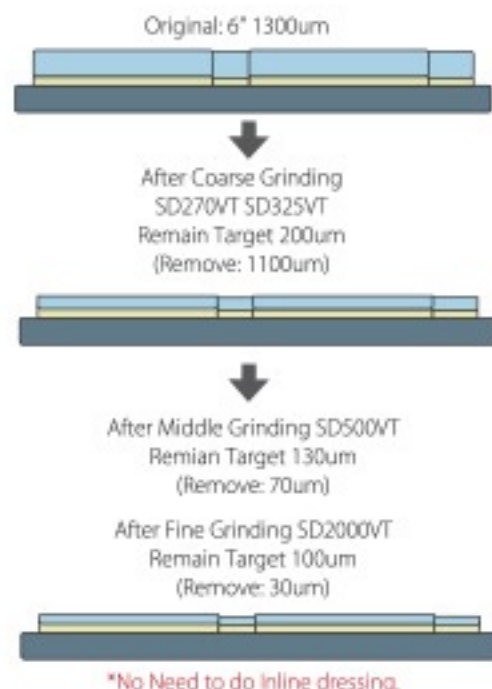 Original: 6" 1300um
After Coarse Grinding
SD270VT SD325VT
Remain Target 200um
(Remove: 1100um)
After Middle Grinding SD500VT
Remian Target 130um
(Remove: 70um)
After Fine Grinding SD2000VT
Remain Target 100um
(Remove: 30um)
*No Need to do Inline dressing.